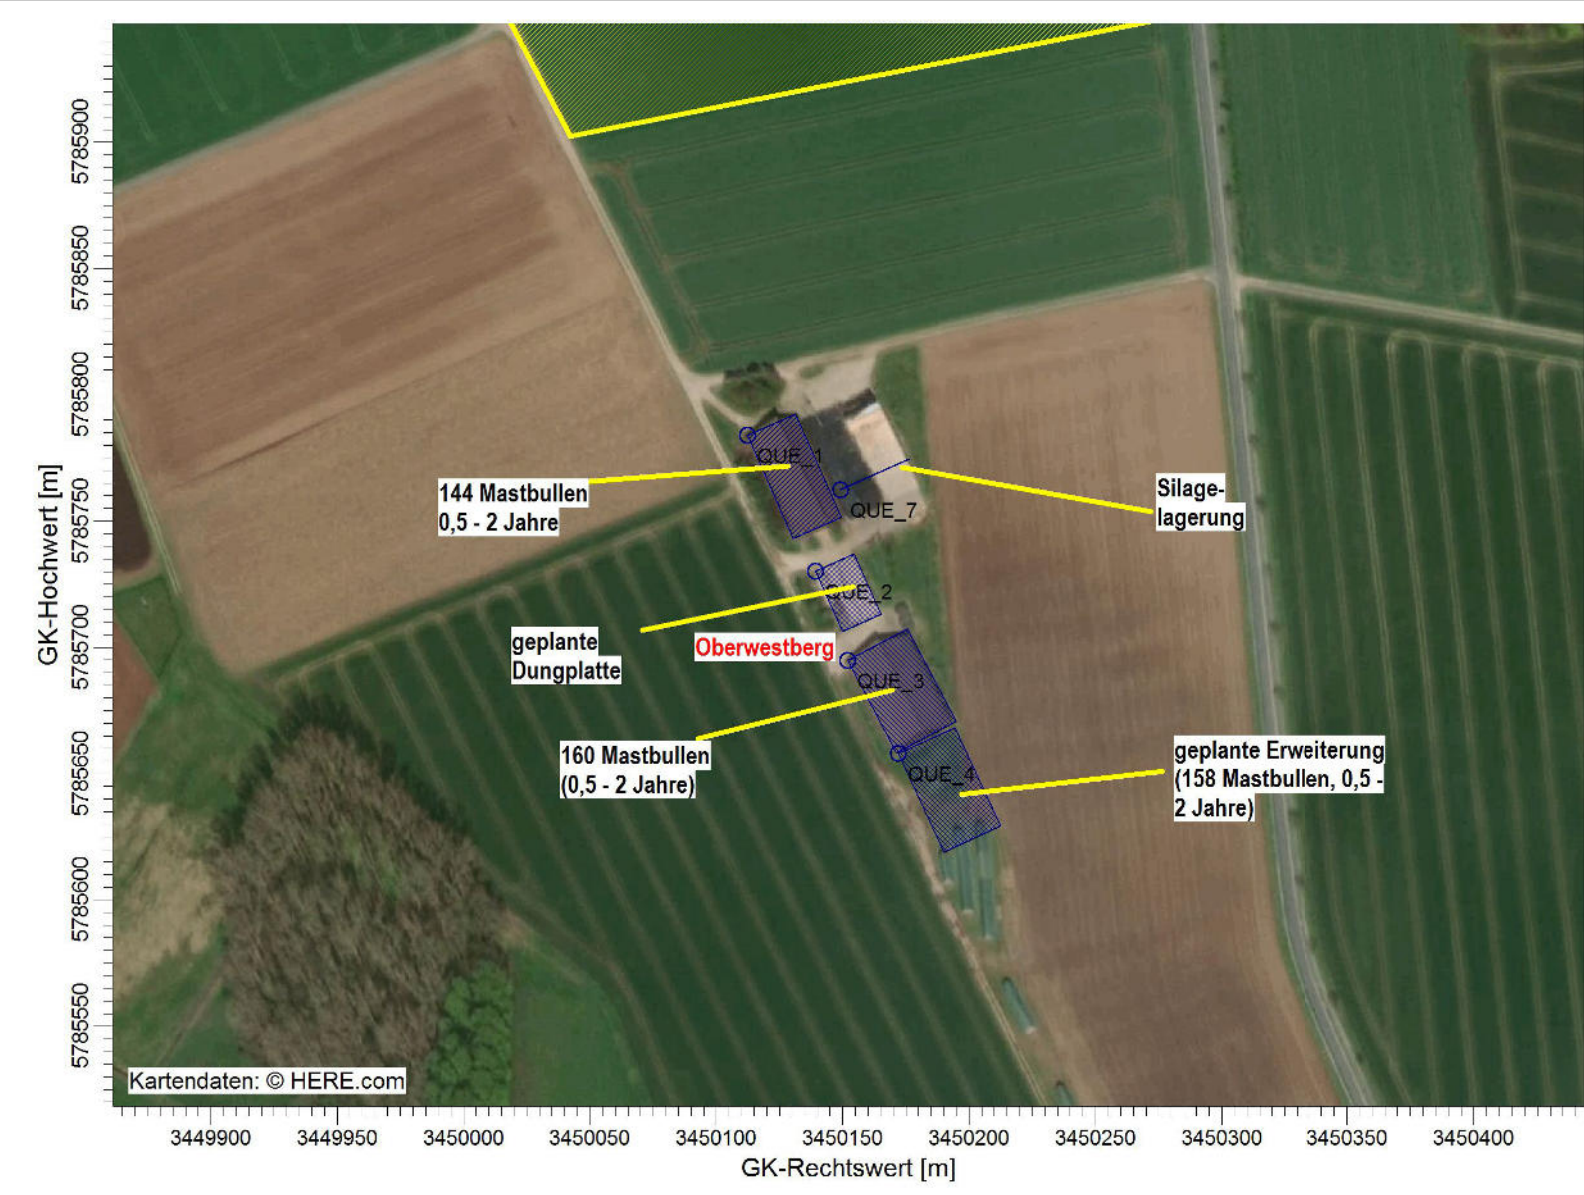 5785900
5785850
5785800
5785750
5785700
5785650
5785600
5785550
GK-Hochwert [m]
QUE_1
144 Mastbullen
0,5 - 2 Jahre
QUE_7
Silage-
lagerung
QUE_2
geplante
Dungplatte
Oberwestberg
QUE_3
160 Mastbullen
(0,5 - 2 Jahre)
QUE_4
geplante Erweiterung
(158 Mastbullen, 0,5 -
2 Jahre)
Kartendaten: © HERE.com
3449900 3449950 3450000 3450050 3450100 3450150 3450200 3450250 3450300 3450350 3450400
GK-Rechtswert [m]